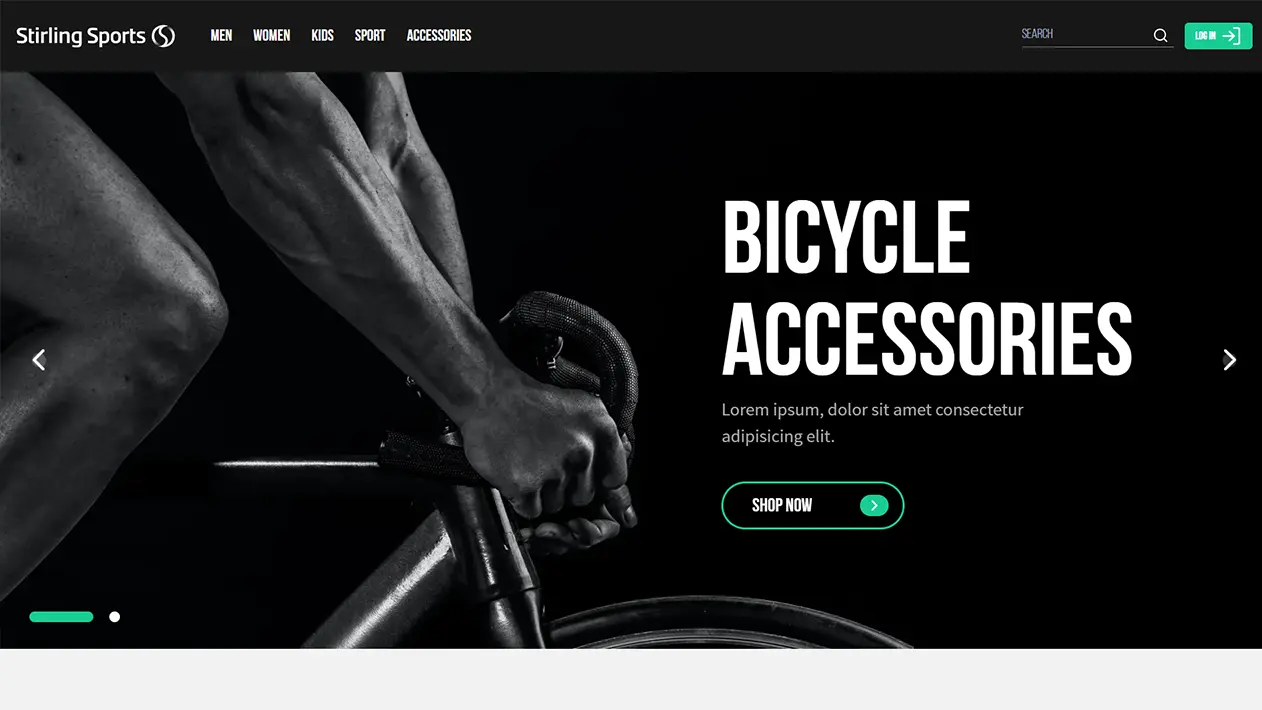 Stirling Sports
MEN WOMEN KIDS SPORT ACCESSORIES
SEARCH
LOG IN
BICYCLE
ACCESSORIES
Lorem ipsum, dolor sit amet consectetur
adipisicing elit.
SHOP NOW